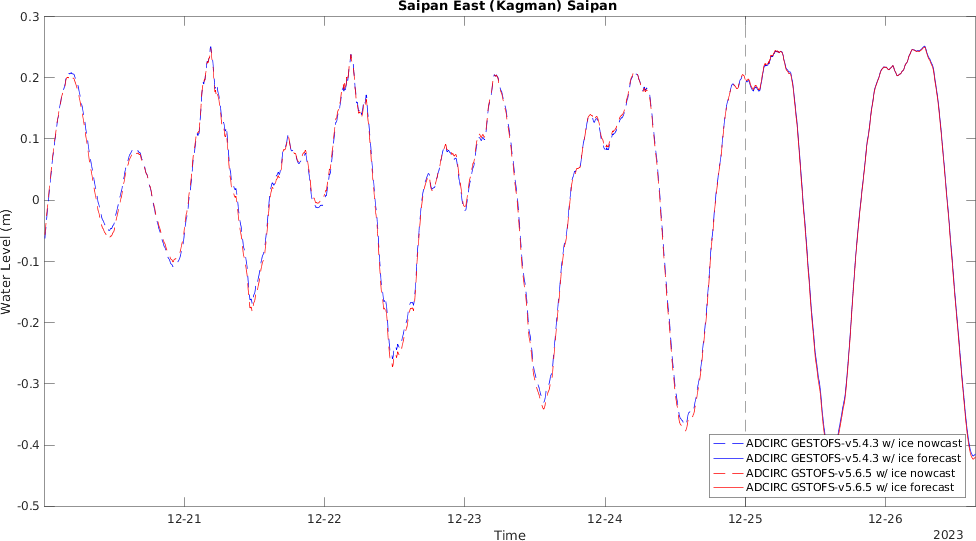 Saipan East (Kagman) Saipan
0.3
0.2
0.1
0
-0.1
-0.2
-0.3
-0.4
-0.5
Water Level (m)
ADCIRC GESTOFS-v5.4.3 w/ ice nowcast
ADCIRC GESTOFS-v5.4.3 w/ ice forecast
ADCIRC GSTOFS-v5.6.5 w/ ice nowcast
ADCIRC GSTOFS-v5.6.5 w/ ice forecast
12-21 12-22 12-23 12-24 12-25 12-26
Time
2023